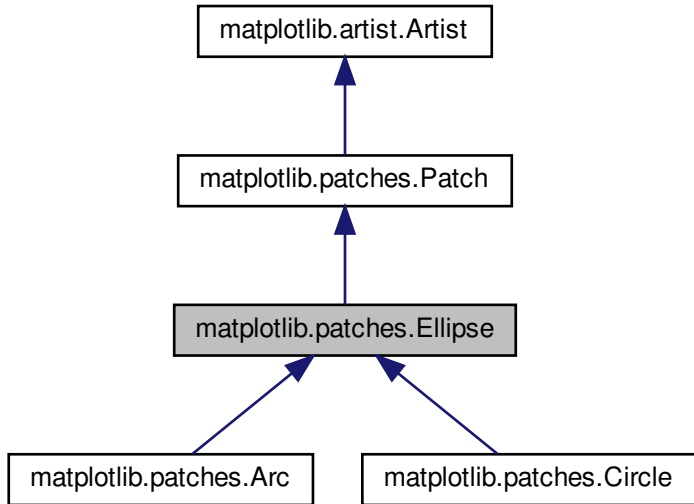 matplotlib.artist.Artist
matplotlib.patches.Patch
matplotlib.patches.Ellipse
matplotlib.patches.Arc
matplotlib.patches.Circle